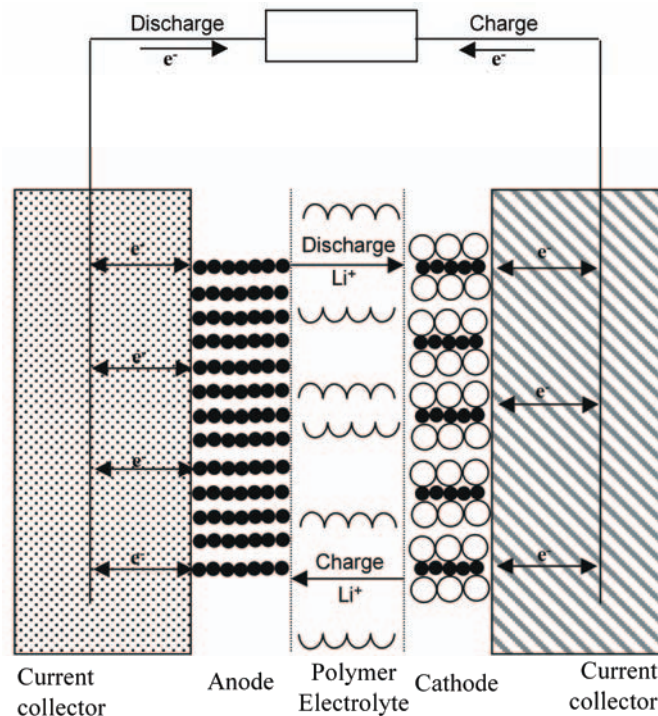 Discharge
e-
Charge
e-
e-
Discharge
Li+
e-
e-
e-
e-
e-
Charge
Li+
e-
Current
collector
Anode
Polymer
Electrolyte
Cathode
Current
collector